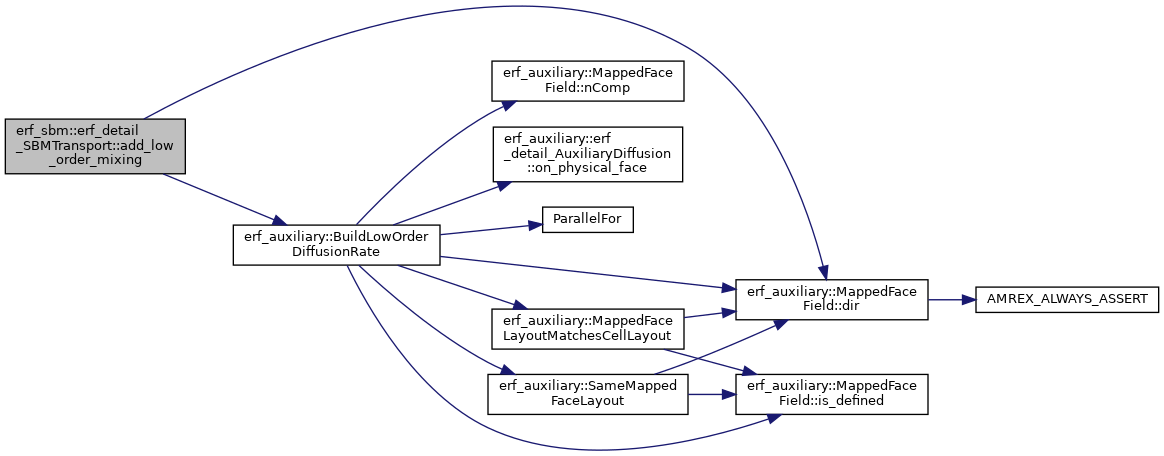 erf_sbm::erf_detail
_SBMTransport::add_low
_order_mixing
erf_auxiliary::BuildLowOrder
DiffusionRate
erf_auxiliary::MappedFace
Field::nComp
erf_auxiliary::erf
_detail_AuxiliaryDiffusion
::on_physical_face
ParallelFor
erf_auxiliary::MappedFace
LayoutMatchesCellLayout
erf_auxiliary::SameMapped
FaceLayout
erf_auxiliary::MappedFace
Field::dir
erf_auxiliary::MappedFace
Field::is_defined
AMREX_ALWAYS_ASSERT